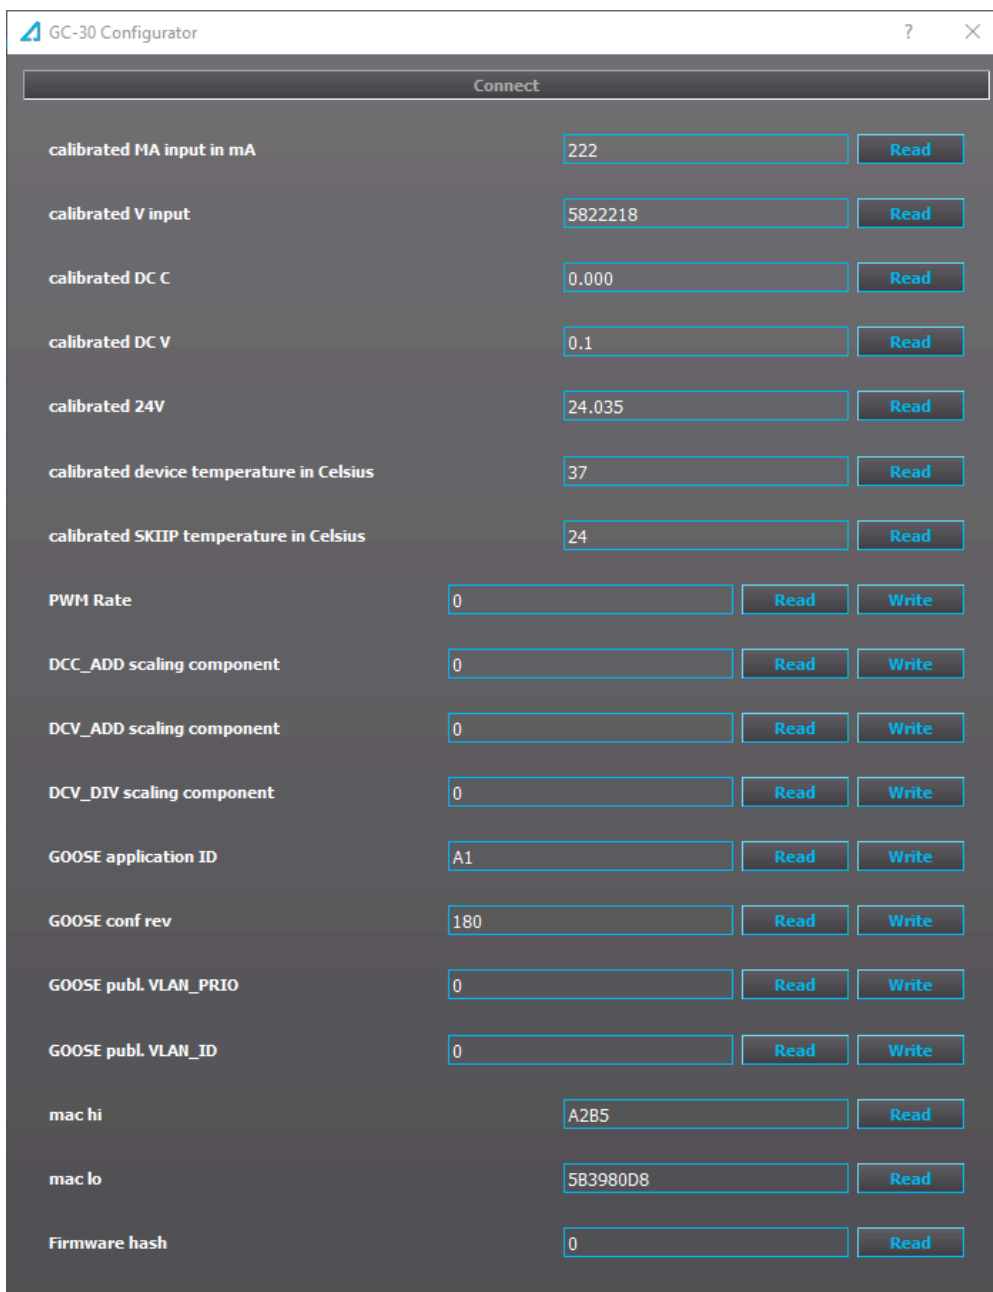 GC-30 Configurator ? ×
Connect
calibrated MA input in mA 222 Read
calibrated V input 5822218 Read
calibrated DC C 0.000 Read
calibrated DC V 0.1 Read
calibrated 24V 24.035 Read
calibrated device temperature in Celsius 37 Read
calibrated SKIIP temperature in Celsius 24 Read
PWM Rate 0 Read Write
DCC_ADD scaling component 0 Read Write
DCV_ADD scaling component 0 Read Write
DCV_DIV scaling component 0 Read Write
GOOSE application ID A1 Read Write
GOOSE conf rev 180 Read Write
GOOSE publ. VLAN_PRIO 0 Read Write
GOOSE publ. VLAN_ID 0 Read Write
mac hi A2B5 Read
mac lo 5B3980D8 Read
Firmware hash 0 Read